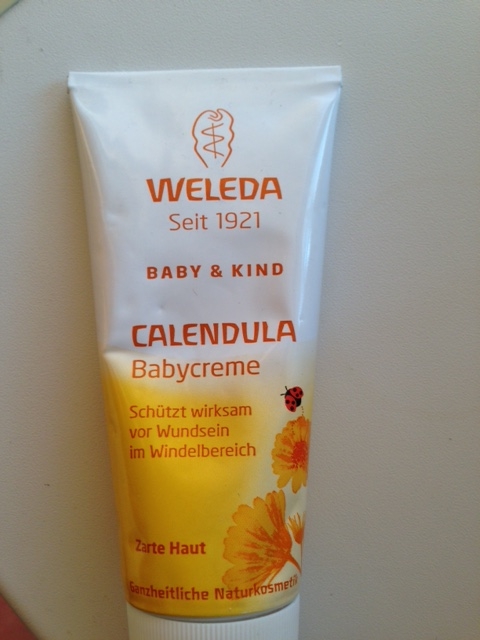 WELEDA
Seit 1921
BABY & KIND
CALENDULA
Babycreme
Schützt wirksam
vor Wundsein
im Windelbereich
Zarte Haut
Ganzheitliche Naturkosmetik